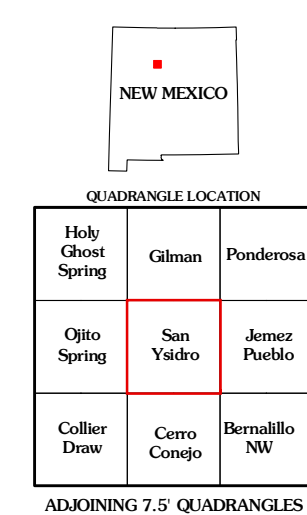 NEW MEXICO
QUADRANGLE LOCATION
Holy
Ghost
Spring
Gilman
Ponderosa
Ojito
Spring
San
Ysidro
Jemez
Pueblo
Collier
Draw
Cerro
Conejo
Bernalillo
NW
ADJOINING 7.5' QUADRANGLES